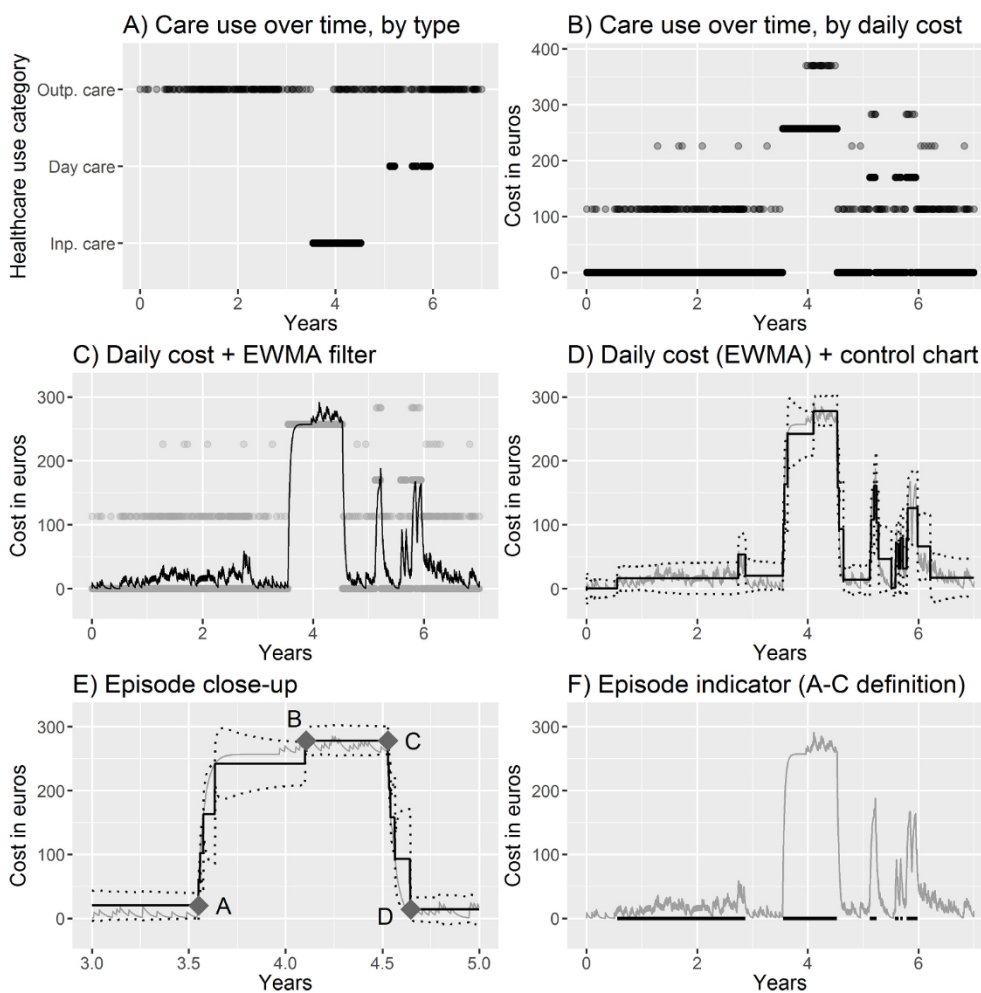 A) Care use over time, by type
Healthcare use category
Outp. care
Day care
Inp. care
0 2 4 6
Years
B) Care use over time, by daily cost
Cost in euros
400
300
200
100
0
0 2 4 6
Years
C) Daily cost + EWMA filter
Cost in euros
300
200
100
0
0 2 4 6
Years
D) Daily cost (EWMA) + control chart
Cost in euros
300
200
100
0
0 2 4 6
Years
E) Episode close-up
Cost in euros
300
200
100
0
B
C
A
D
3.0 3.5 4.0 4.5 5.0
Years
F) Episode indicator (A-C definition)
Cost in euros
300
200
100
0
0 2 4 6
Years